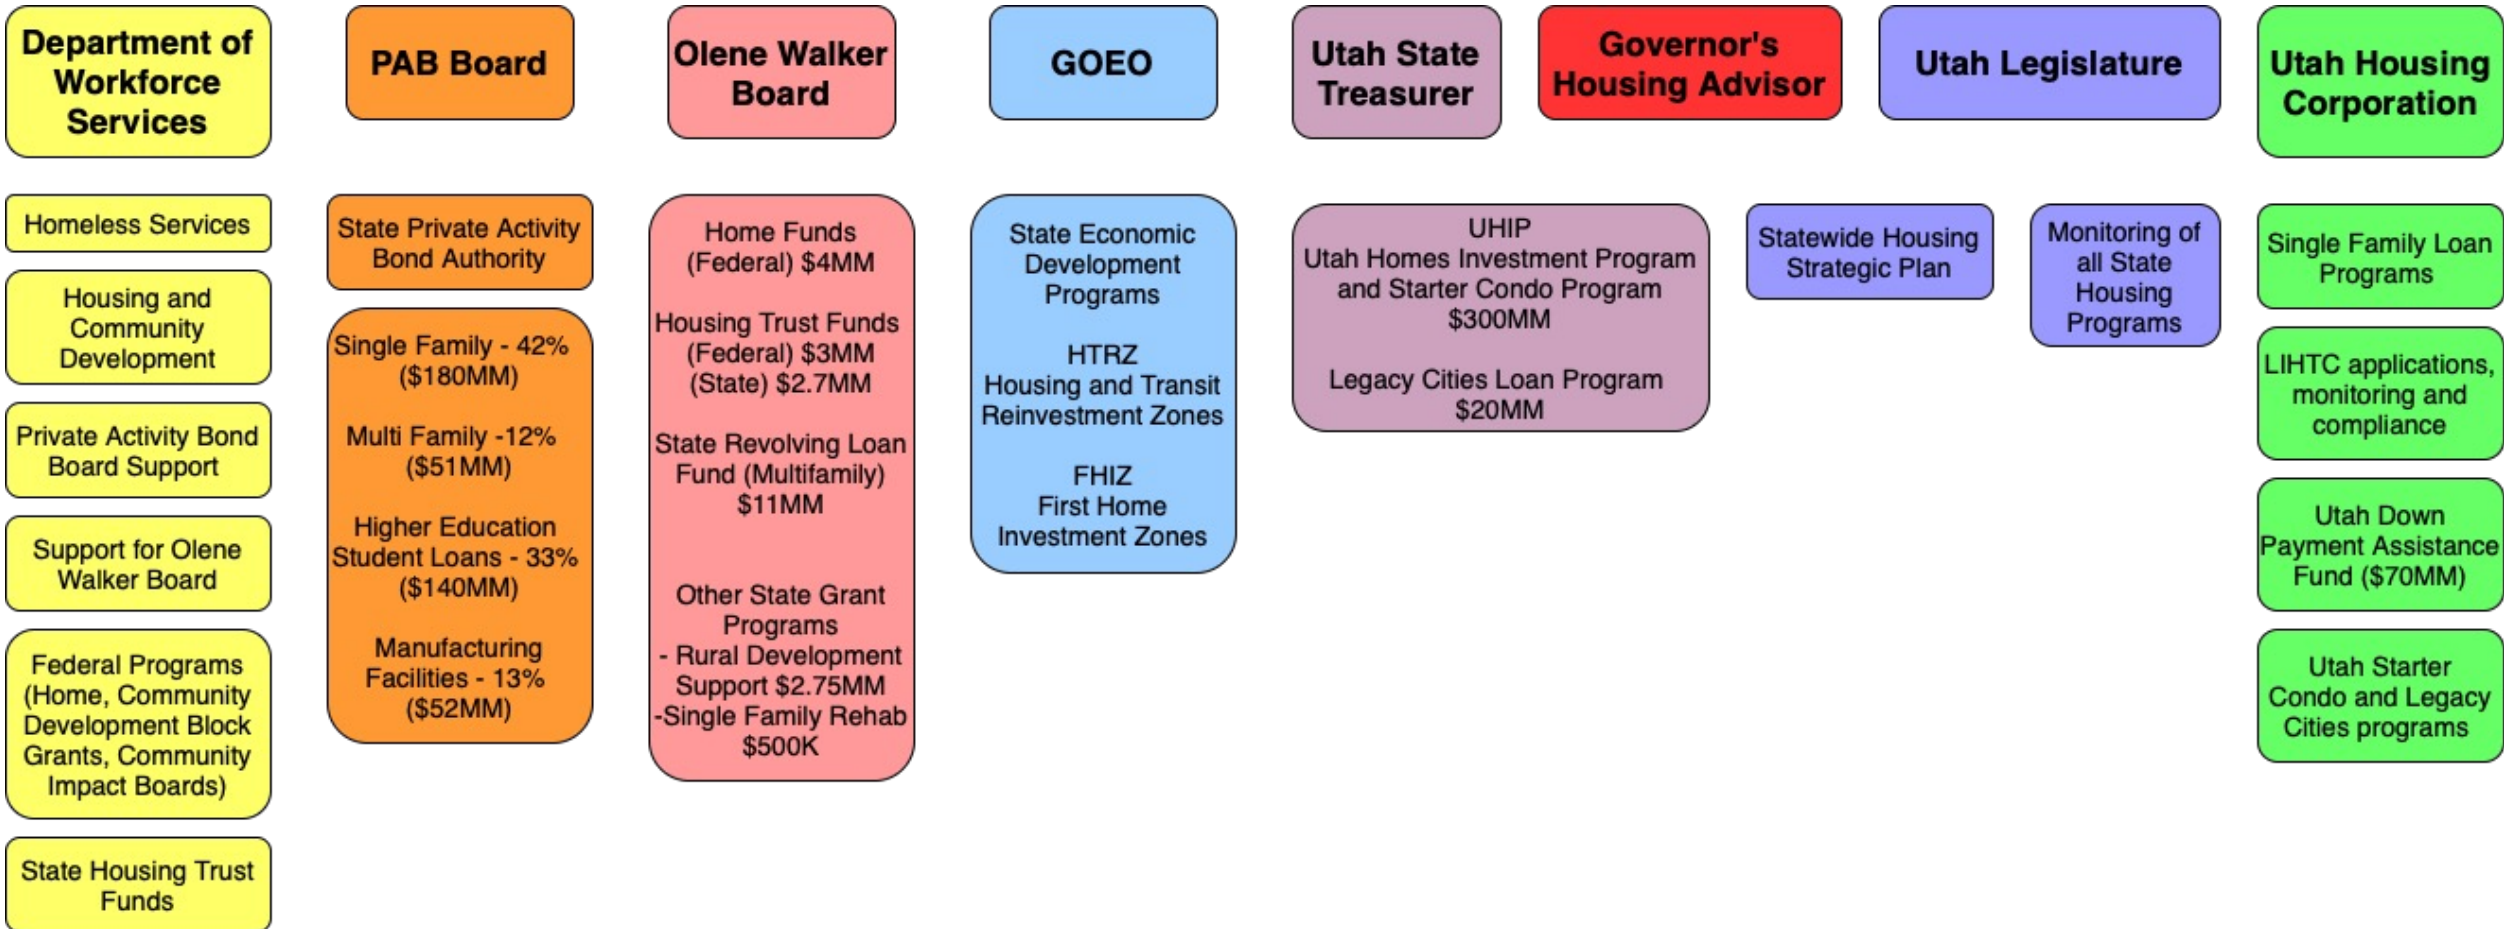 Department of
Workforce
Services
PAB Board
Olene Walker
Board
GOEO
Utah State
Treasurer
Governor's
Housing Advisor
Utah Legislature
Utah Housing
Corporation
Homeless Services
Housing and
Community
Development
Private Activity Bond
Board Support
Support for Olene
Walker Board
Federal Programs
(Home, Community
Development Block
Grants, Community
Impact Boards)
State Housing Trust
Funds
State Private Activity
Bond Authority
Single Family - 42%
($180MM)
Multi Family -12%
($51MM)
Higher Education
Student Loans - 33%
($140MM)
Manufacturing
Facilities - 13%
($52MM)
Home Funds
(Federal) $4MM
Housing Trust Funds
(Federal) $3MM
(State) $2.7MM
State Revolving Loan
Fund (Multifamily)
$11MM
Other State Grant
Programs
- Rural Development
Support $2.75MM
-Single Family Rehab
$500K
State Economic
Development
Programs
HTRZ
Housing and Transit
Reinvestment Zones
FHIZ
First Home
Investment Zones
UHIP
Utah Homes Investment Program
and Starter Condo Program
$300MM
Legacy Cities Loan Program
$20MM
Statewide Housing
Strategic Plan
Monitoring of
all State
Housing
Programs
Single Family Loan
Programs
LIHTC applications,
monitoring and
compliance
Utah Down
Payment Assistance
Fund ($70MM)
Utah Starter
Condo and Legacy
Cities programs